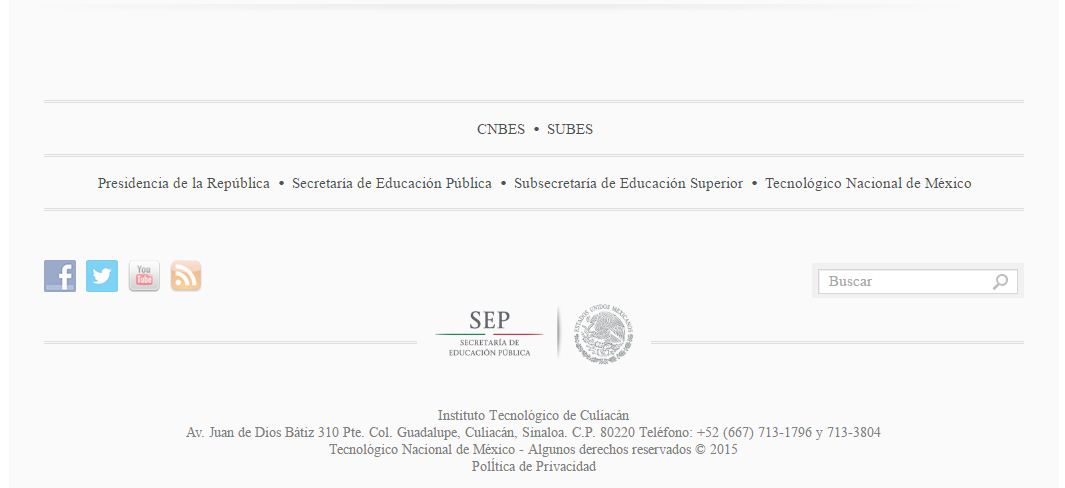 CNBES • SUBES
Presidencia de la República • Secretaría de Educación Pública • Subsecretaría de Educación Superior • Tecnológico Nacional de México
You
Tube
Buscar
SEP
SECRETARÍA DE
EDUCACIÓN PÚBLICA
ESTADOS UNIDOS MEXICANOS
Instituto Tecnológico de Culiacán
Av. Juan de Dios Bátiz 310 Pte. Col. Guadalupe, Culiacán, Sinaloa. C.P. 80220 Teléfono: +52 (667) 713-1796 y 713-3804
Tecnológico Nacional de México - Algunos derechos reservados © 2015
PolÍtica de Privacidad